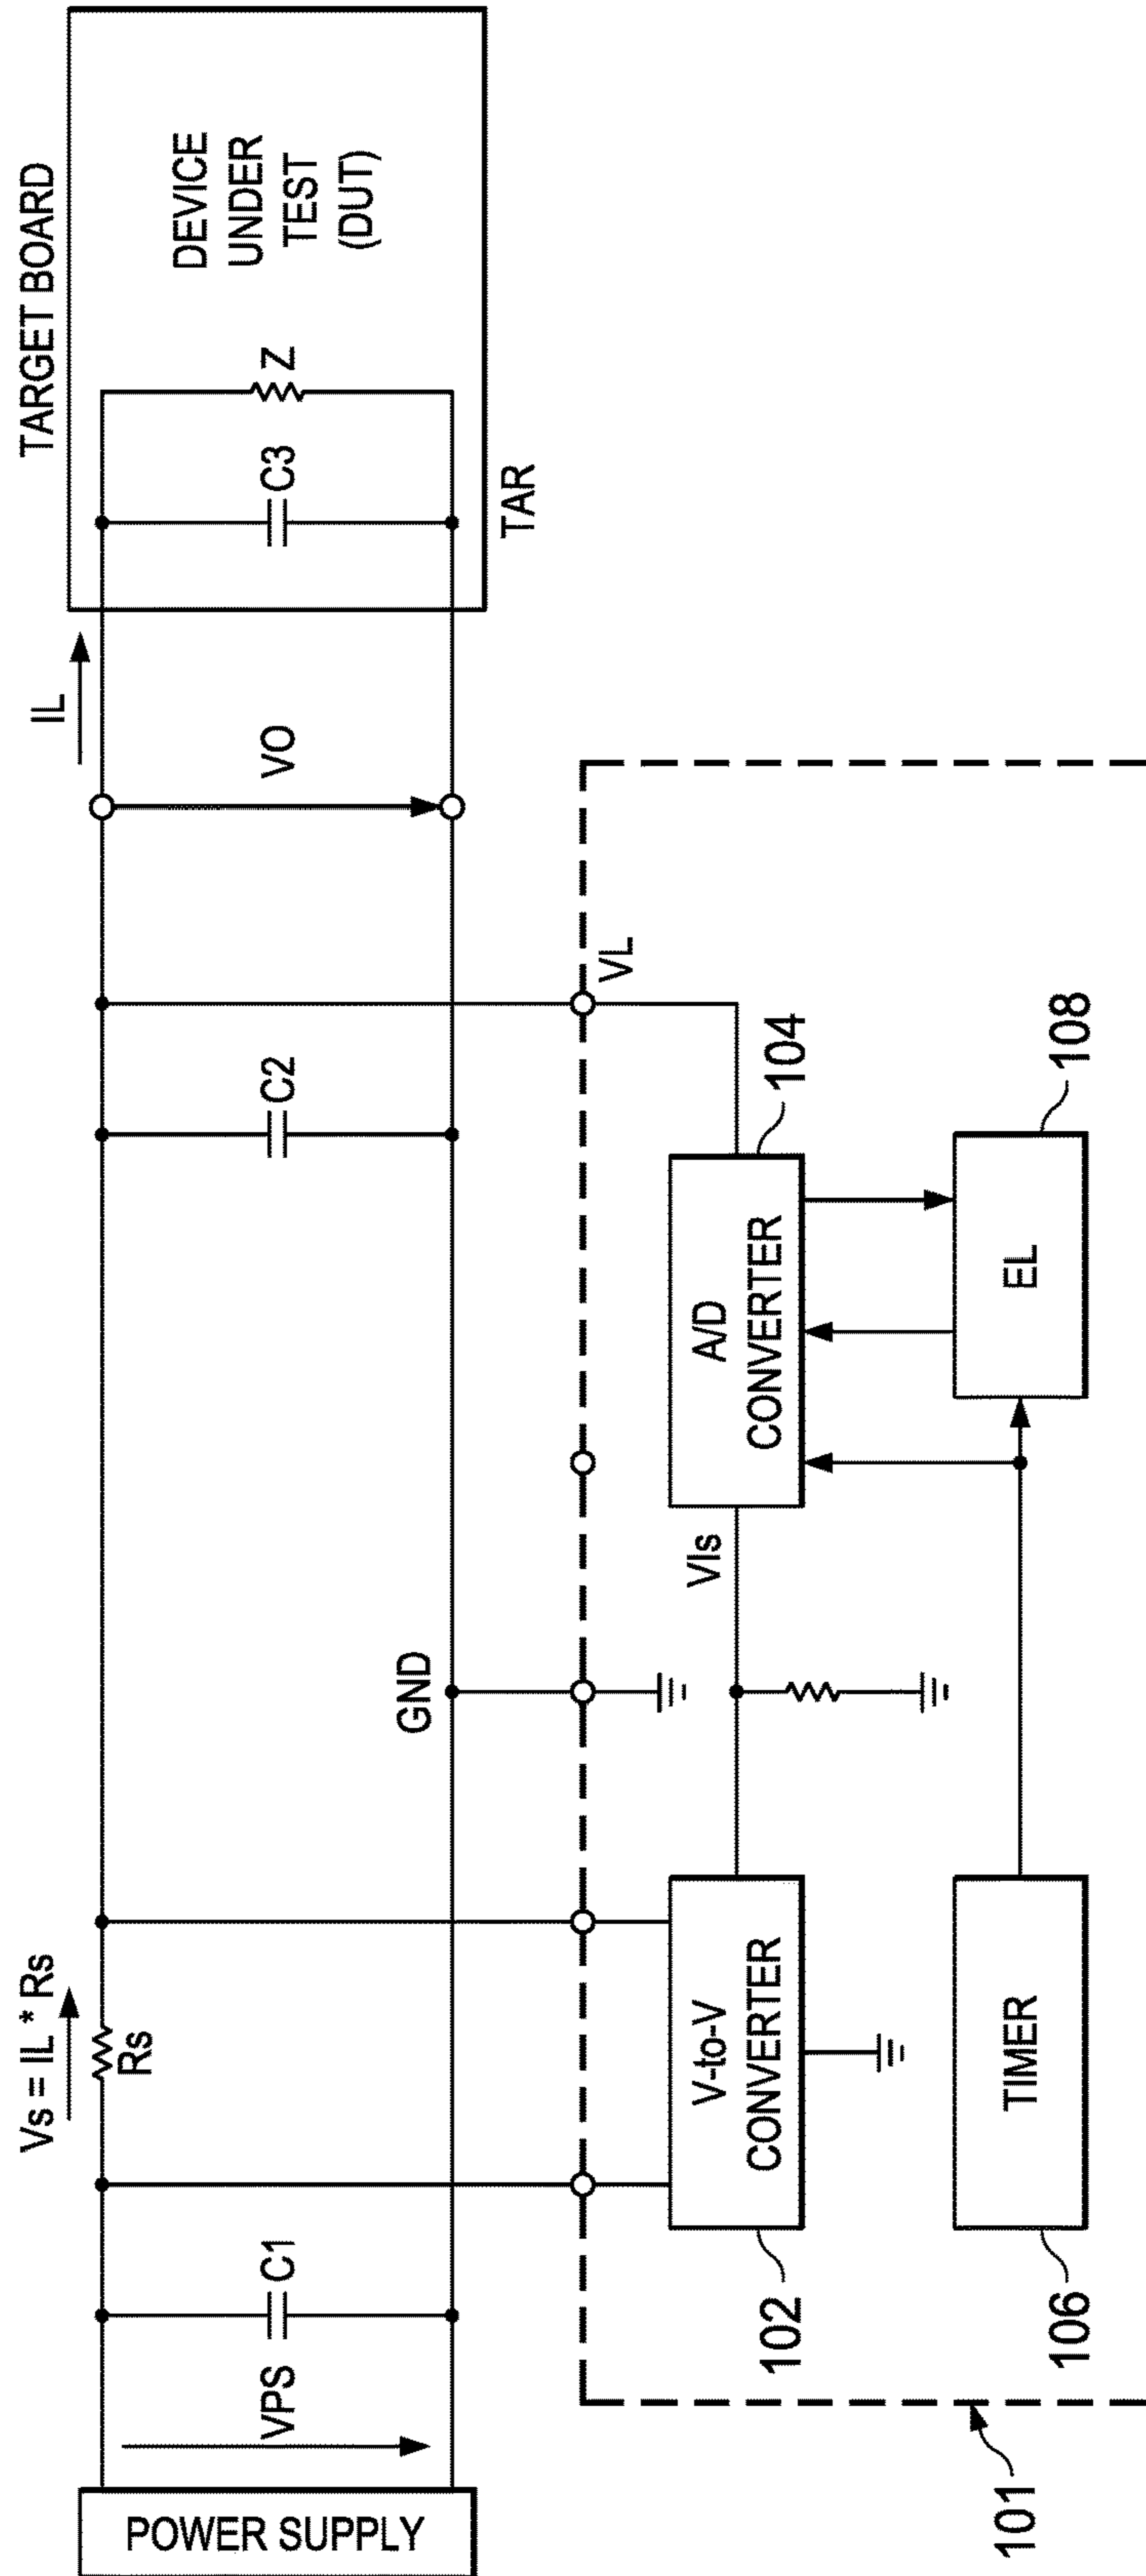 TARGET BOARD
DEVICE
UNDER
TEST
(DUT)
Z
C3
TAR
IL
VO
VL
C2
104
108
A/D
CONVERTER
EL
VIs
GND
Vs = IL * Rs
Rs
V-to-V
CONVERTER
TIMER
C1
VPS
102
106
POWER SUPPLY
101